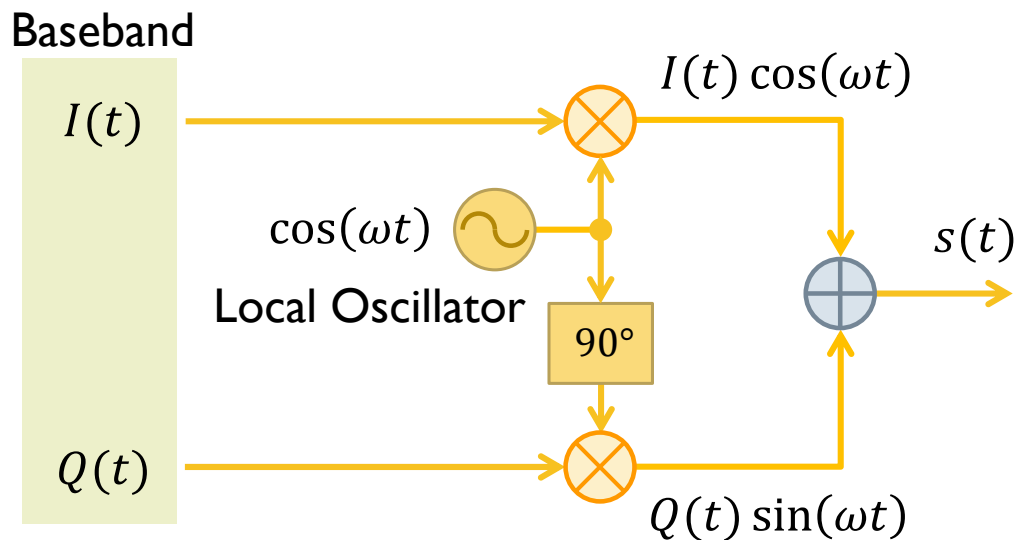 Baseband
I(t)
I(t) cos(ωt)
cos(ωt)
s(t)
Local Oscillator
90°
Q(t)
Q(t) sin(ωt)